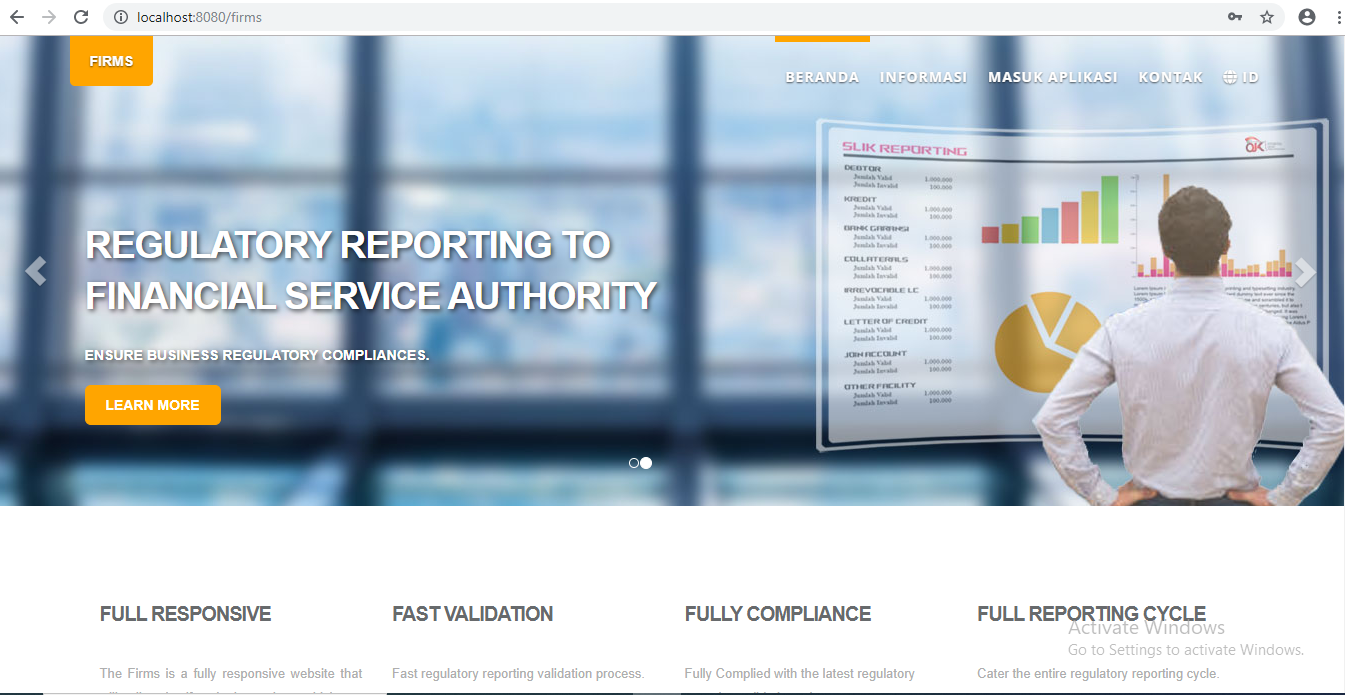 localhost:8080/firms
FIRMS
BERANDA INFORMASI MASUK APLIKASI KONTAK ID
SLIK REPORTING
DEBTOR
Jumlah Valid 1.000.000
Jumlah Invalid 100.000
KREDIT
Jumlah Valid 1.000.000
Jumlah Invalid 100.000
BANK GARANSI
Jumlah Valid 1.000.000
Jumlah Invalid 100.000
COLLATERALS
Jumlah Valid 1.000.000
Jumlah Invalid 100.000
IRREVOCABLE LC
Jumlah Valid 1.000.000
Jumlah Invalid 100.000
LETTER OF CREDIT
Jumlah Valid 1.000.000
Jumlah Invalid 100.000
JOIN ACCOUNT
Jumlah Valid 1.000.000
Jumlah Invalid 100.000
OTHER FACILITY
Jumlah Valid 1.000.000
Jumlah Invalid 100.000
REGULATORY REPORTING TO
FINANCIAL SERVICE AUTHORITY
ENSURE BUSINESS REGULATORY COMPLIANCES.
LEARN MORE
FULL RESPONSIVE
The Firms is a fully responsive website that
FAST VALIDATION
Fast regulatory reporting validation process.
FULLY COMPLIANCE
Fully Complied with the latest regulatory
FULL REPORTING CYCLE
Cater the entire regulatory reporting cycle.
Activate Windows
Go to Settings to activate Windows.